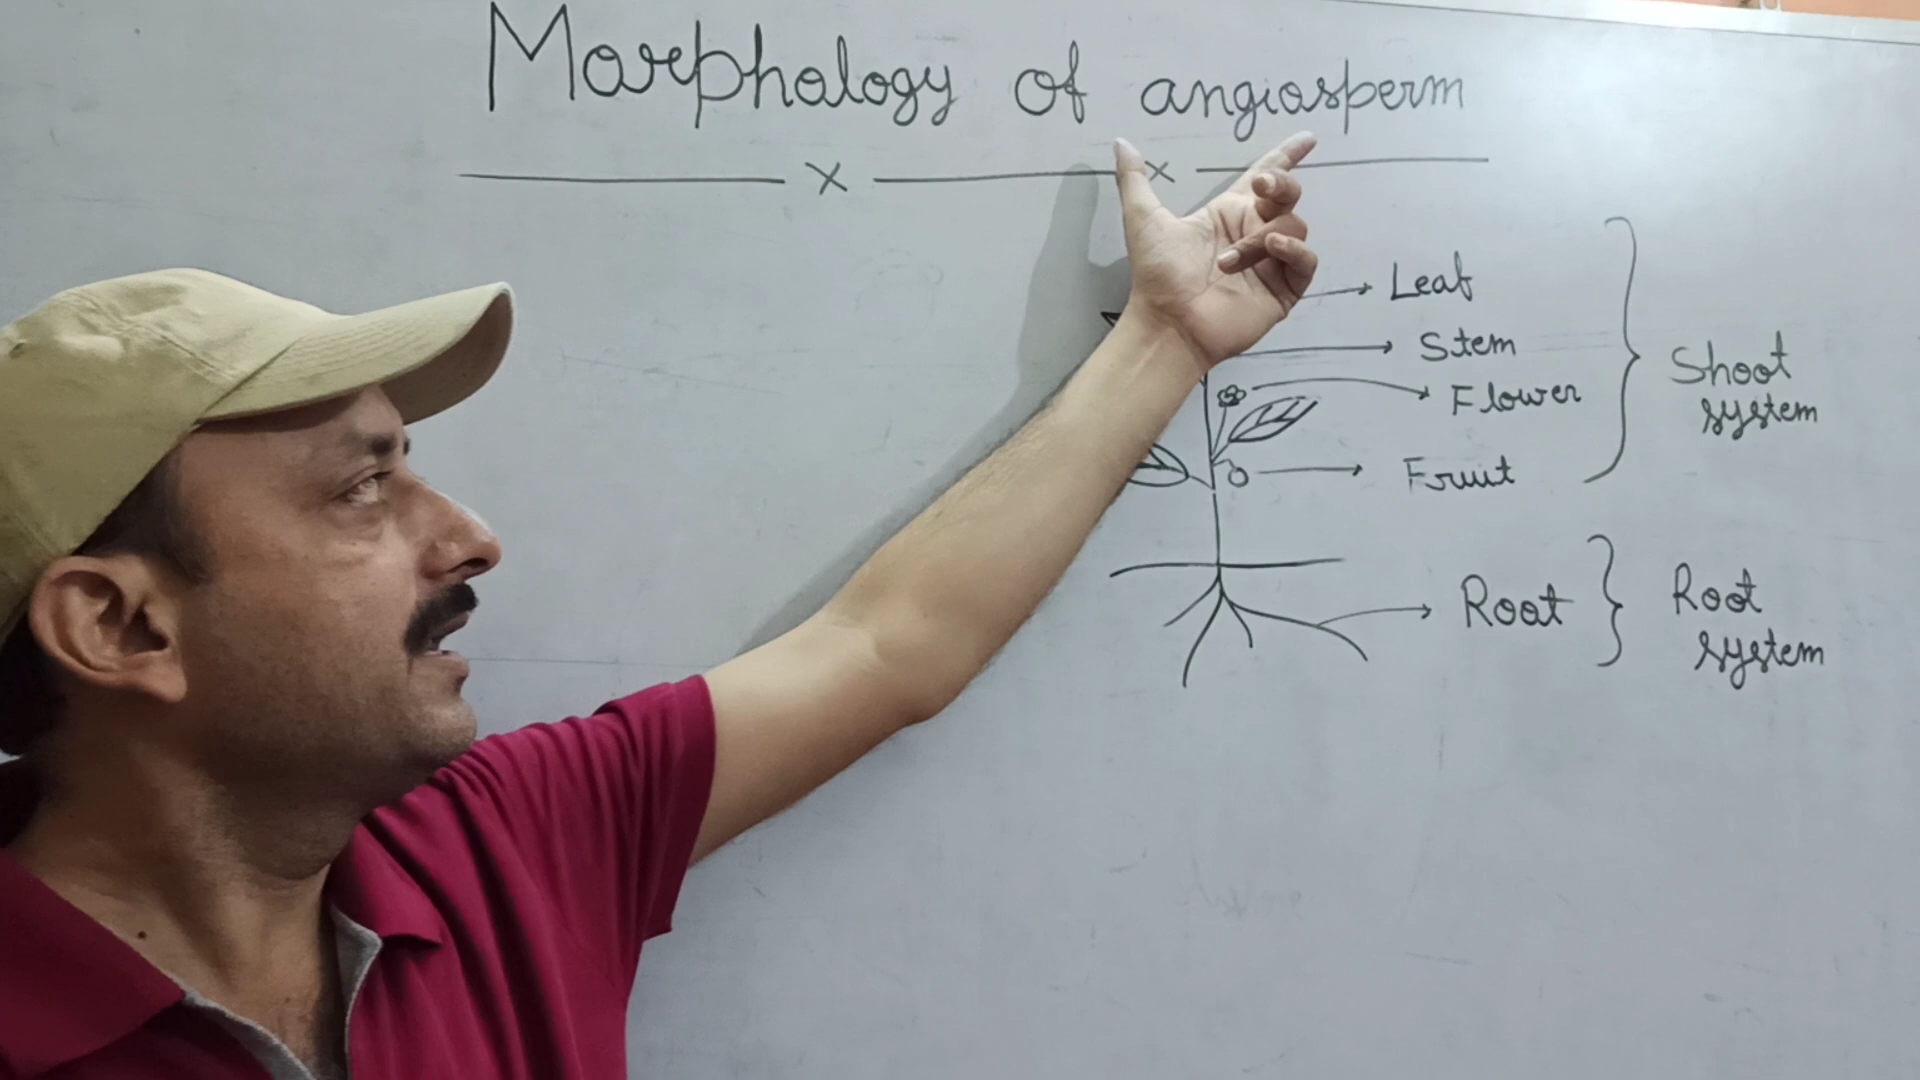 Morphology of angiosperm
Leaf
Stem
Flower
Fruit
Shoot
system
Root
Root
system